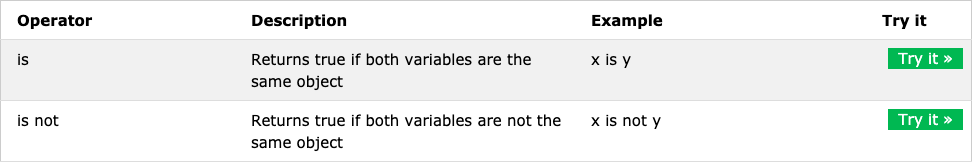 Operator Description Example Try it
is Returns true if both variables are the same object x is y Try it »
is not Returns true if both variables are not the same object x is not y Try it »